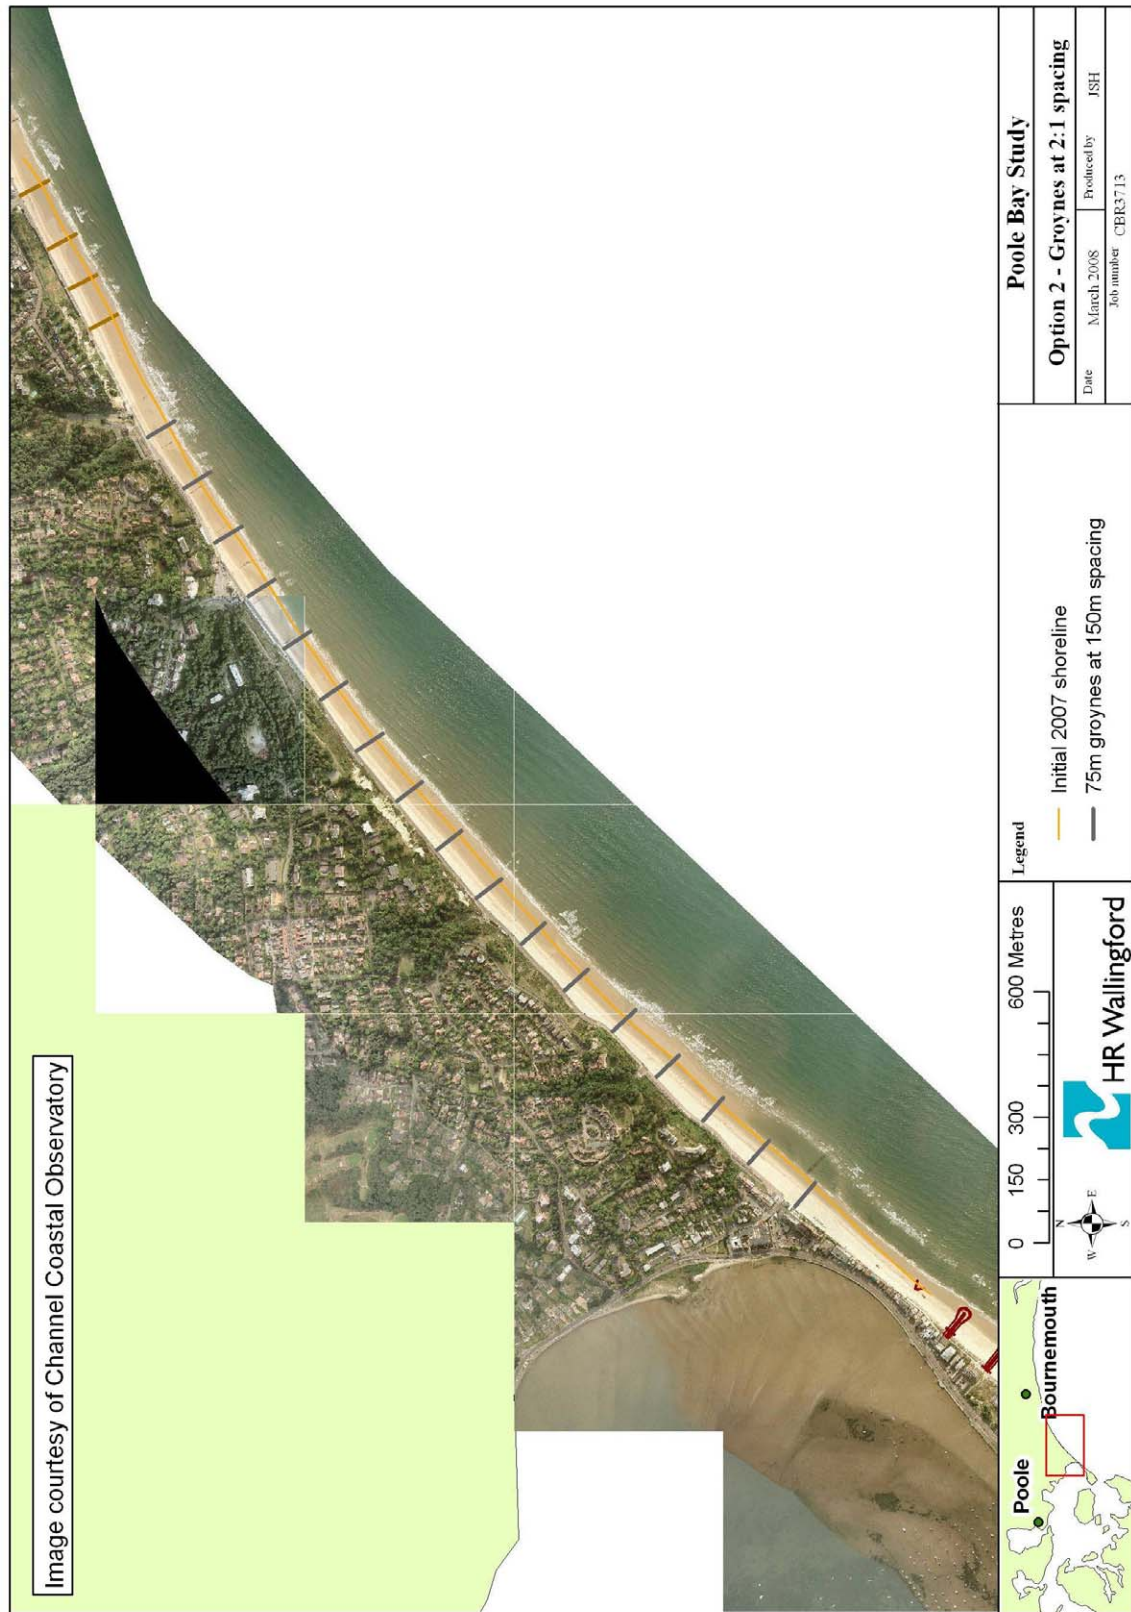 Image courtesy of Channel Coastal Observatory
Poole
Bournemouth
0 150 300 600 Metres
N
W E
S
HR Wallingford
Legend
Initial 2007 shoreline
75m groynes at 150m spacing
Poole Bay Study
Option 2 - Groynes at 2:1 spacing
Date March 2008 Produced by JSH
Job number CBR3713